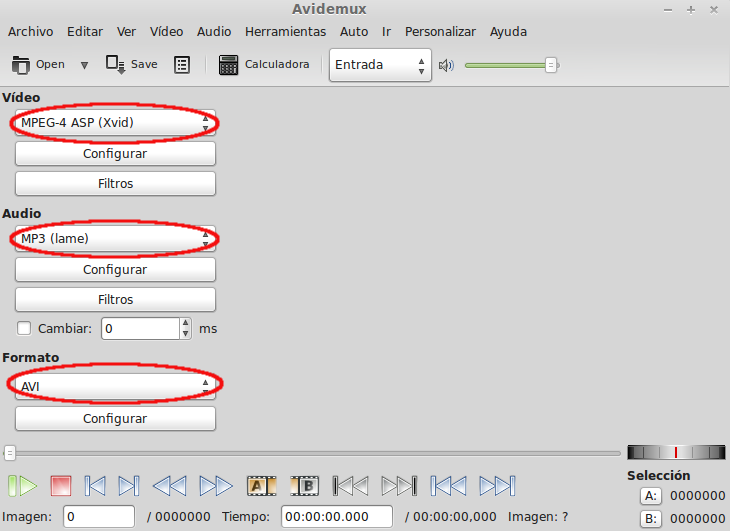 Avidemux
Archivo Editar Ver Vídeo Audio Herramientas Auto Ir Personalizar Ayuda
Open Save Calculadora Entrada
Vídeo
MPEG-4 ASP (Xvid)
Configurar
Filtros
Audio
MP3 (lame)
Configurar
Filtros
Cambiar: 0 ms
Formato
AVI
Configurar
A B
Selección
A: 0000000
Imagen: 0 / 0000000 Tiempo: 00:00:00.000 / 00:00:00,000 Imagen: ?
B: 0000000